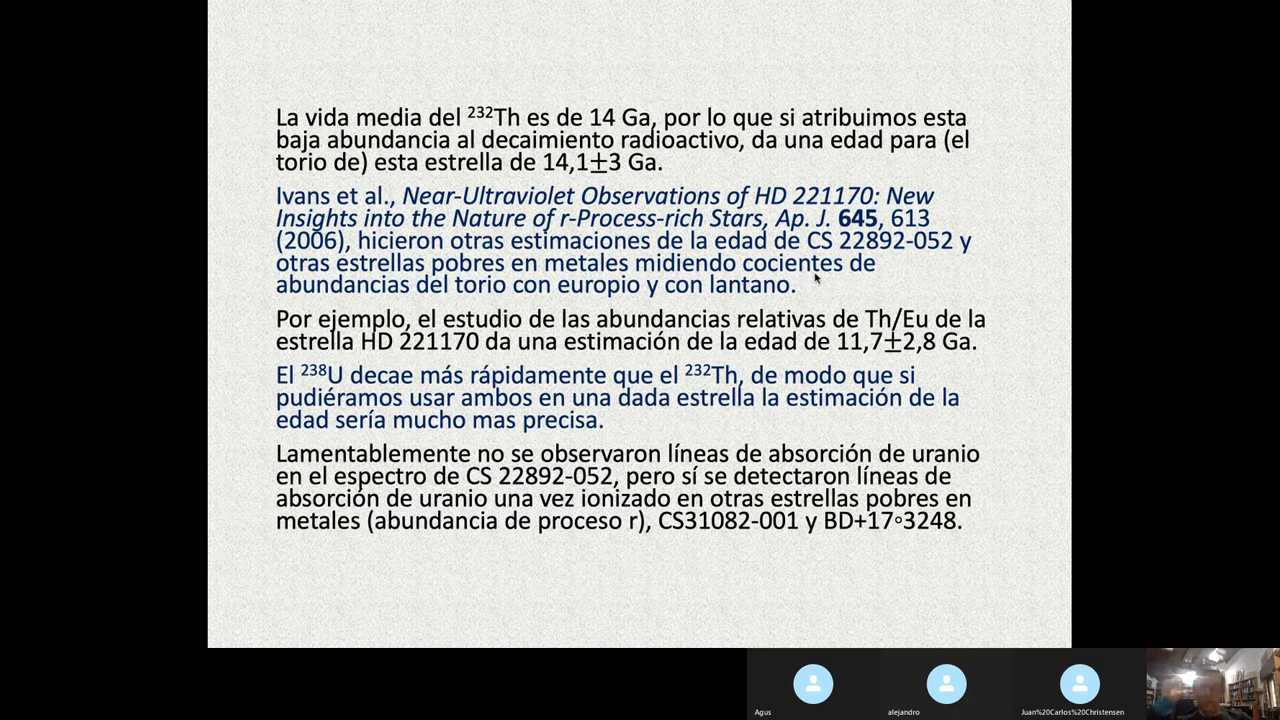 La vida media del ²³²Th es de 14 Ga, por lo que si atribuimos esta
baja abundancia al decaimiento radioactivo, da una edad para (el
torio de) esta estrella de 14,1±3 Ga.
Ivans et al., Near-Ultraviolet Observations of HD 221170: New
Insights into the Nature of r-Process-rich Stars, Ap. J. 645, 613
(2006), hicieron otras estimaciones de la edad de CS 22892-052 y
otras estrellas pobres en metales midiendo cocientes de
abundancias del torio con europio y con lantano.
Por ejemplo, el estudio de las abundancias relativas de Th/Eu de la
estrella HD 221170 da una estimación de la edad de 11,7±2,8 Ga.
El ²³⁸U decae más rápidamente que el ²³²Th, de modo que si
pudiéramos usar ambos en una dada estrella la estimación de la
edad sería mucho mas precisa.
Lamentablemente no se observaron líneas de absorción de uranio
en el espectro de CS 22892-052, pero sí se detectaron líneas de
absorción de uranio una vez ionizado en otras estrellas pobres en
metales (abundancia de proceso r), CS31082-001 y BD+17◦3248.
Agus
alejandro
Juan%20Carlos%20Christensen